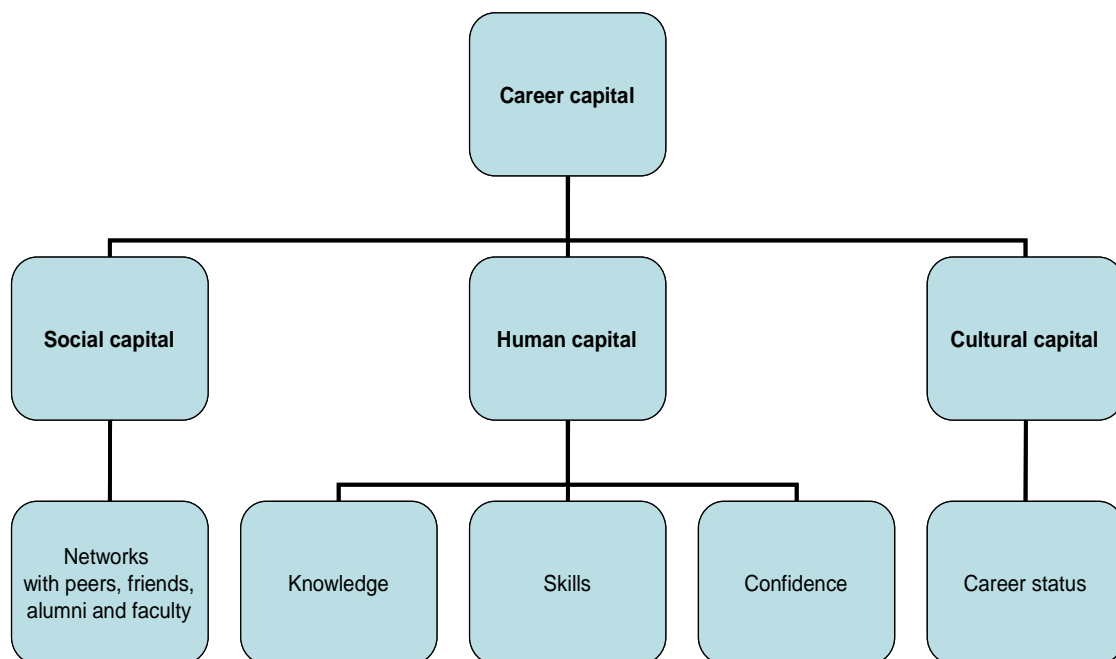 Career capital
Social capital
Human capital
Cultural capital
Networks
with peers, friends,
alumni and faculty
Knowledge
Skills
Confidence
Career status